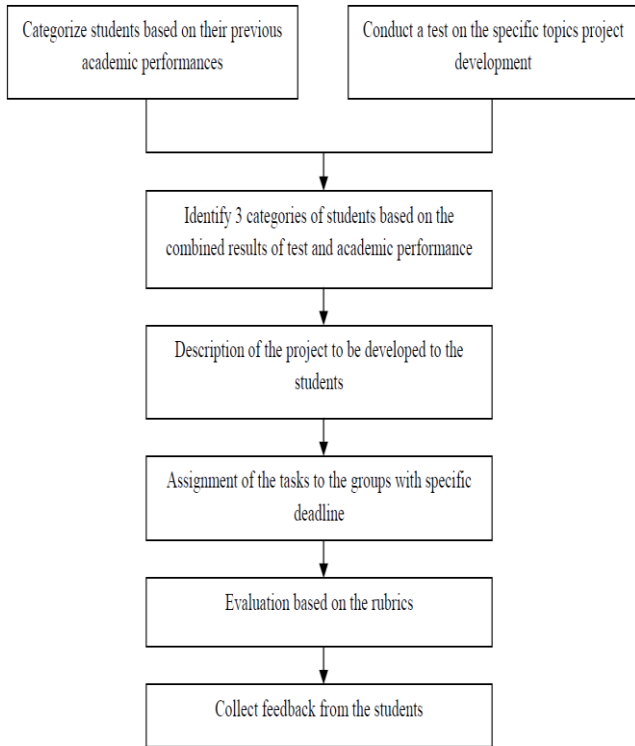 Categorize students based on their previous
academic performances
Conduct a test on the specific topics project
development
Identify 3 categories of students based on the
combined results of test and academic performance
Description of the project to be developed to the
students
Assignment of the tasks to the groups with specific
deadline
Evaluation based on the rubrics
Collect feedback from the students